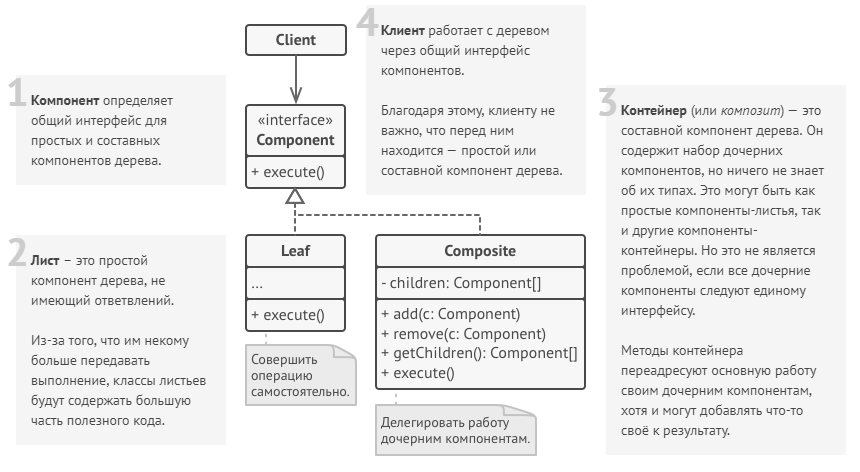 1
Компонент определяет
общий интерфейс для
простых и составных
компонентов дерева.
2
Лист – это простой
компонент дерева, не
имеющий ответвлений.
Из-за того, что им некому
больше передавать
выполнение, классы листьев
будут содержать большую
часть полезного кода.
Client
«interface»
Component
+ execute()
Leaf
...
+ execute()
Совершить
операцию
самостоятельно.
Composite
- children: Component[]
+ add(c: Component)
+ remove(c: Component)
+ getChildren(): Component[]
+ execute()
Делегировать работу
дочерним компонентам.
4
Клиент работает с деревом
через общий интерфейс
компонентов.
Благодаря этому, клиенту не
важно, что перед ним
находится — простой или
составной компонент дерева.
3
Контейнер (или композит) — это
составной компонент дерева. Он
содержит набор дочерних
компонентов, но ничего не знает
об их типах. Это могут быть как
простые компоненты-листья, так
и другие компоненты-
контейнеры. Но это не является
проблемой, если все дочерние
компоненты следуют единому
интерфейсу.
Методы контейнера
переадресуют основную работу
своим дочерним компонентам,
хотя и могут добавлять что-то
своё к результату.